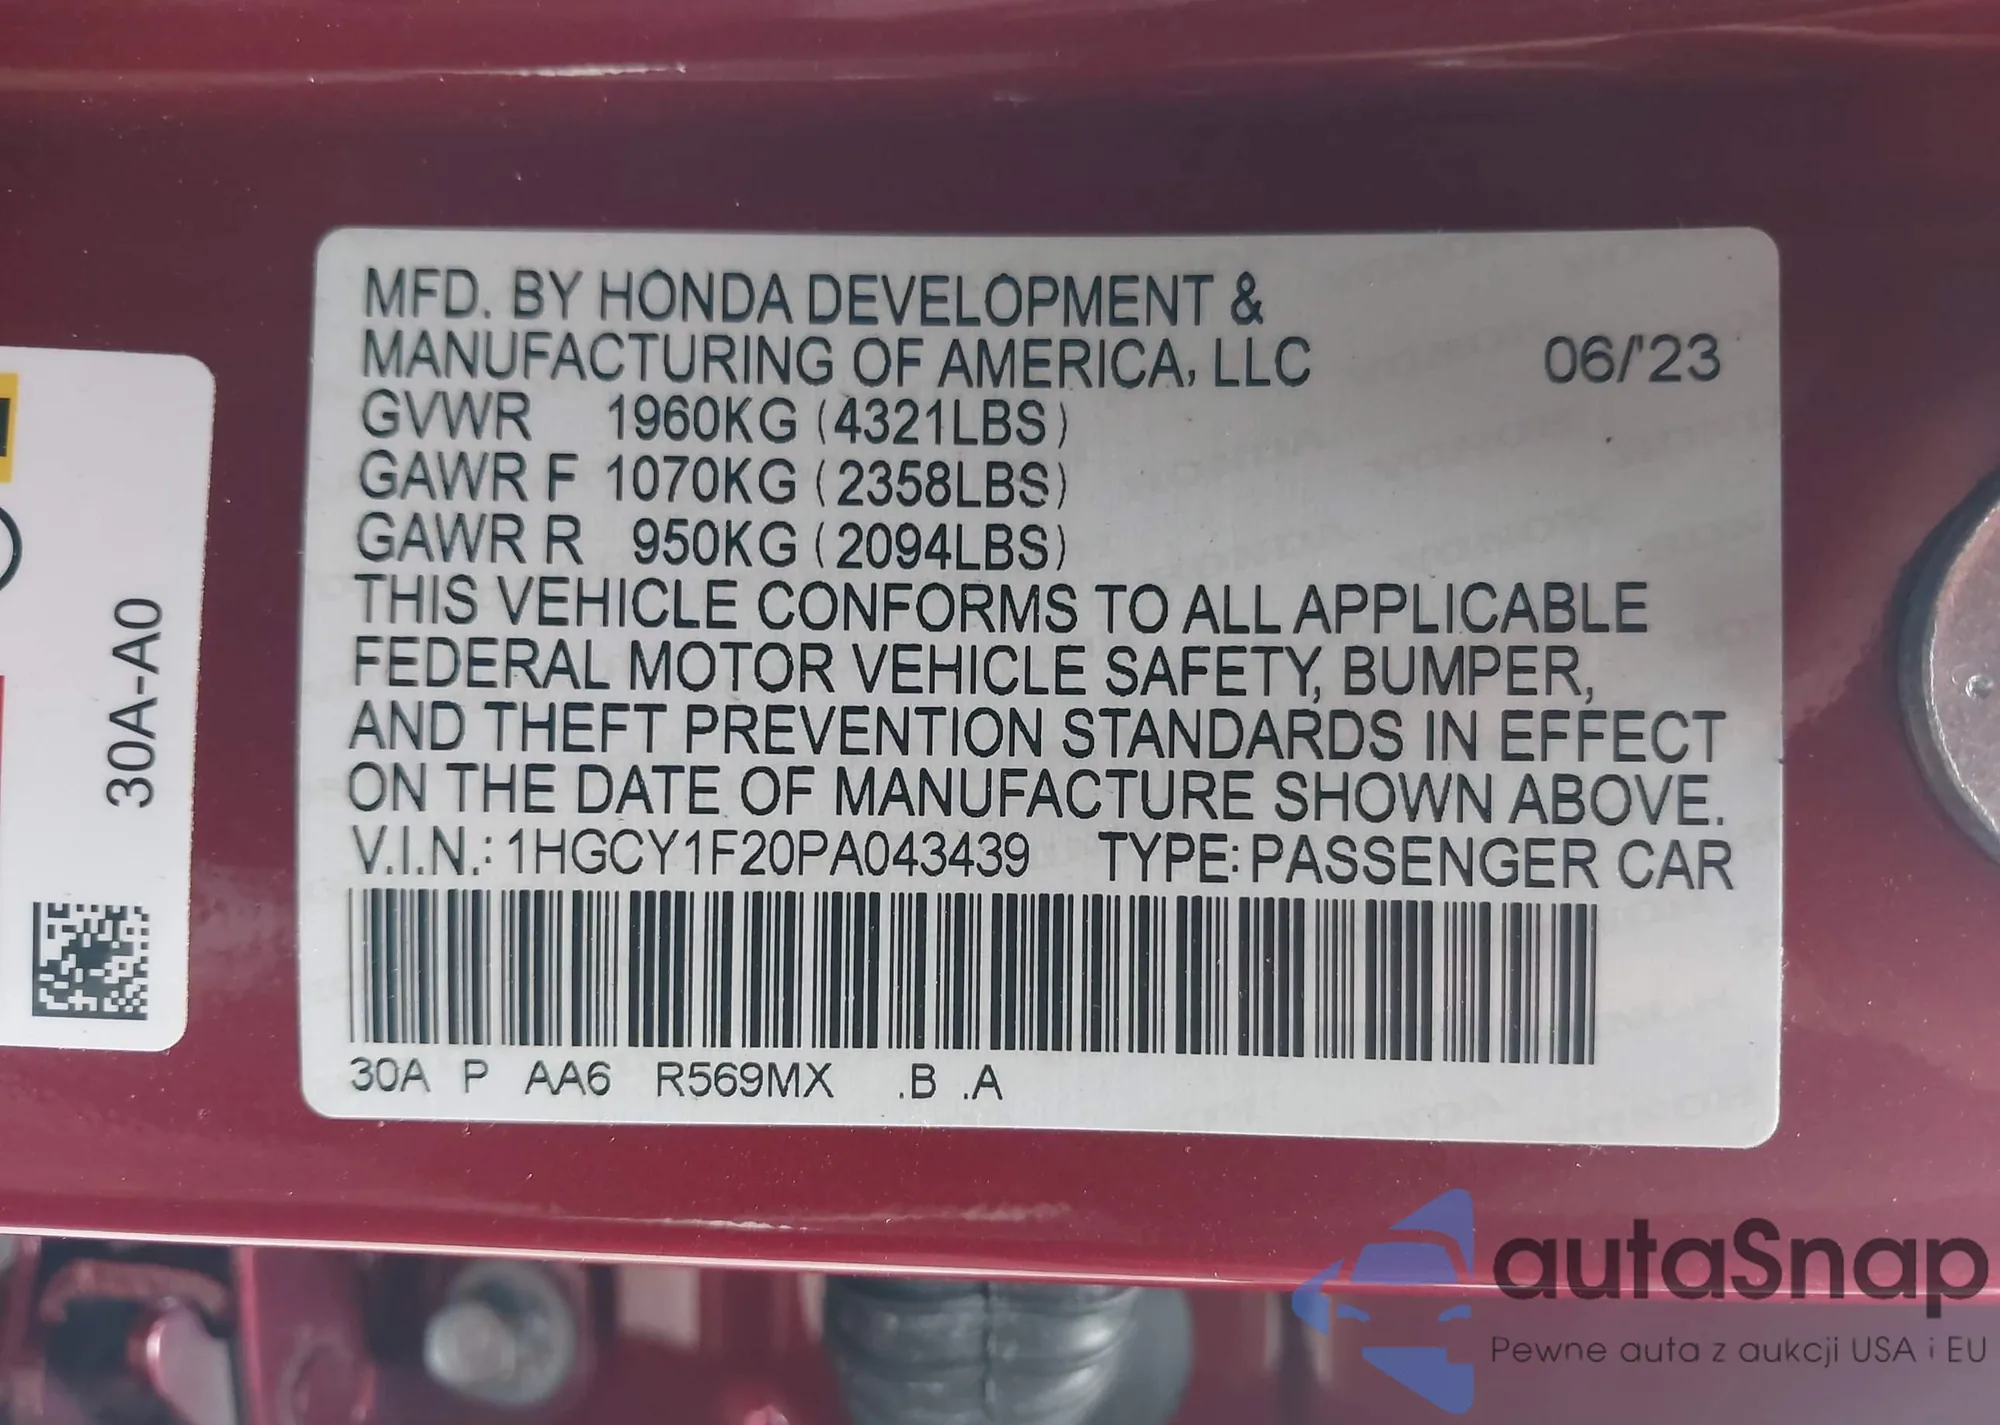 MFD. BY HONDA DEVELOPMENT &
MANUFACTURING OF AMERICA, LLC 06/'23
GVWR 1960KG (4321LBS)
GAWR F 1070KG (2358LBS)
GAWR R 950KG (2094LBS)
THIS VEHICLE CONFORMS TO ALL APPLICABLE
FEDERAL MOTOR VEHICLE SAFETY, BUMPER,
AND THEFT PREVENTION STANDARDS IN EFFECT
ON THE DATE OF MANUFACTURE SHOWN ABOVE.
V.I.N.: 1HGCY1F20PA043439 TYPE: PASSENGER CAR
30A P AA6 R569MX .B .A
30A-A0
autaSnap
Pewne auta z aukcji USA i EU